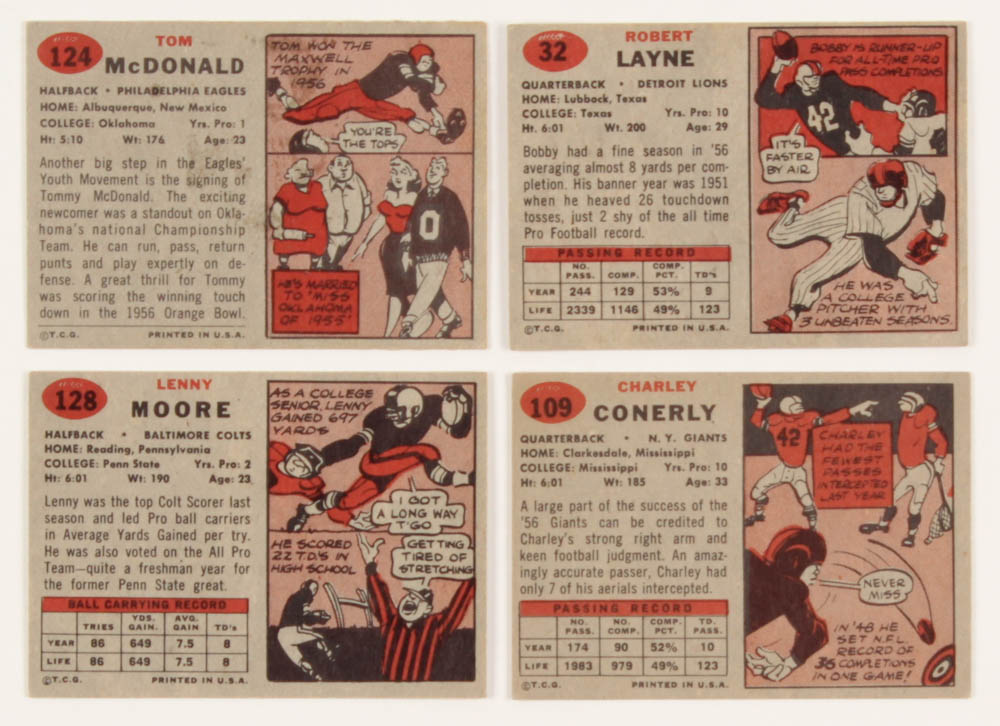 124
TOM
McDONALD
HALFBACK • PHILADELPHIA EAGLES
HOME: Albuquerque, New Mexico
COLLEGE: Oklahoma Yrs. Pro: 1
Ht: 5:10 Wt: 176 Age: 23
Another big step in the Eagles'
Youth Movement is the signing of
Tommy McDonald. The exciting
newcomer was a standout on Okla-
homa's national Championship
Team. He can run, pass, return
punts and play expertly on de-
fense. A great thrill for Tommy
was scoring the winning touch
down in the 1956 Orange Bowl.
©T.C.G. PRINTED IN U.S.A.
TOM WON THE
MAXWELL
TROPHY IN
1956
YOU'RE
THE TOPS
O
HE'S MARRIED
TO "MISS
OKLAHOMA
OF 1955"
32
ROBERT
LAYNE
QUARTERBACK • DETROIT LIONS
HOME: Lubbock, Texas
COLLEGE: Texas Yrs. Pro: 10
Ht: 6:01 Wt. 200 Age: 29
Bobby had a fine season in '56
averaging almost 8 yards per com-
pletion. His banner year was 1951
when he heaved 26 touchdown
tosses, just 2 shy of the all time
Pro Football record.
PASSING RECORD
NO. PASS. COMP. COMP. PCT. TD's
YEAR 244 129 53% 9
LIFE 2339 1146 49% 123
©T.C.G. PRINTED IN U.S.A.
BOBBY IS RUNNER-UP
FOR ALL-TIME PRO
PASS COMPLETIONS
42
IT'S
FASTER
BY AIR
HE WAS
A COLLEGE
PITCHER WITH
3 UNBEATEN SEASONS.
128
LENNY
MOORE
HALFBACK • BALTIMORE COLTS
HOME: Reading, Pennsylvania
COLLEGE: Penn State Yrs. Pro: 2
Ht: 6:01 Wt: 190 Age: 23
Lenny was the top Colt Scorer last
season and led Pro ball carriers
in Average Yards Gained per try.
He was also voted on the All Pro
Team—quite a freshman year for
the former Penn State great.
BALL CARRYING RECORD
TRIES YDS. GAIN. AVG. GAIN TD's
YEAR 86 649 7.5 8
LIFE 86 649 7.5 8
©T.C.G. PRINTED IN U.S.A.
AS A COLLEGE
SENIOR, LENNY
GAINED 697
YARDS
I GOT
A LONG WAY
T'GO
HE SCORED
22 T.D.'S IN
HIGH SCHOOL
GETTING
TIRED OF
STRETCHING
109
CHARLEY
CONERLY
QUARTERBACK • N. Y. GIANTS
HOME: Clarkesdale, Mississippi
COLLEGE: Mississippi Yrs. Pro: 10
Ht: 6:01 Wt: 185 Age: 33
A large part of the success of the
'56 Giants can be credited to
Charley's strong right arm and
keen football judgment. An amaz-
ingly accurate passer, Charley had
only 7 of his aerials intercepted.
PASSING RECORD
NO. PASS. NO. COMP. COMP. PCT. TD. PASS.
YEAR 174 90 52% 10
LIFE 1983 979 49% 123
©T.C.G. PRINTED IN U.S.A.
42
CHARLEY
HAD THE
FEWEST
PASSES
INTERCEPTED
LAST YEAR
NEVER
MISS!
IN '48 HE
SET N.F.L.
RECORD OF
36 COMPLETIONS
IN ONE GAME!